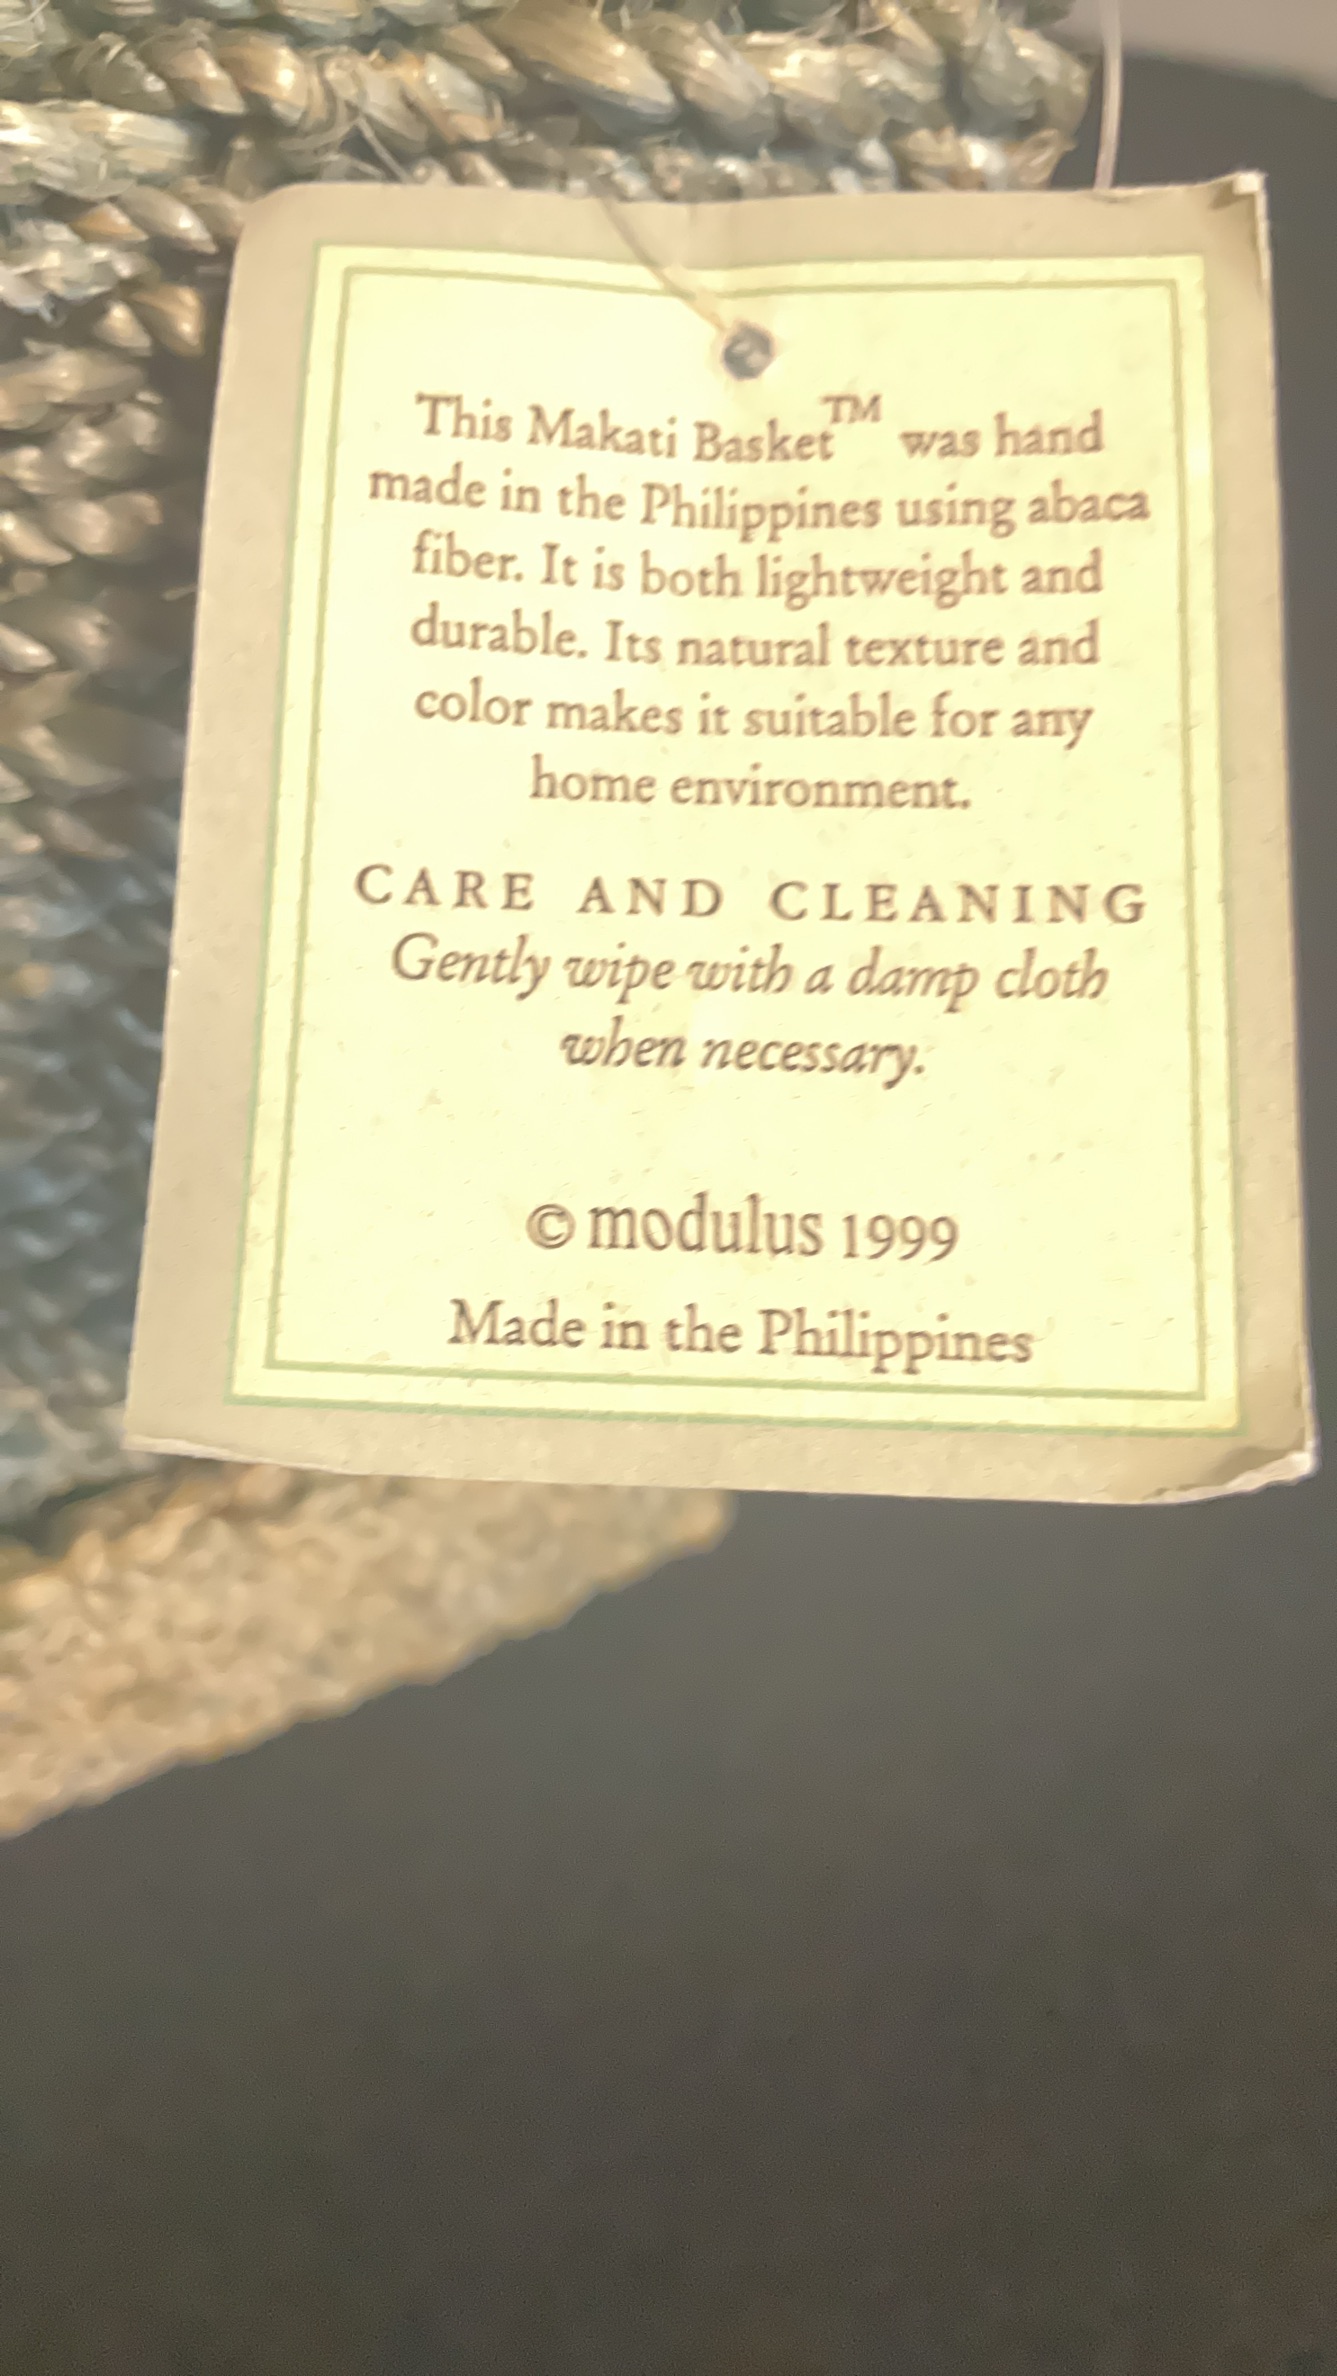 This Makati Basket™ was hand
made in the Philippines using abaca
fiber. It is both lightweight and
durable. Its natural texture and
color makes it suitable for any
home environment.
CARE AND CLEANING
Gently wipe with a damp cloth
when necessary.
© modulus 1999
Made in the Philippines